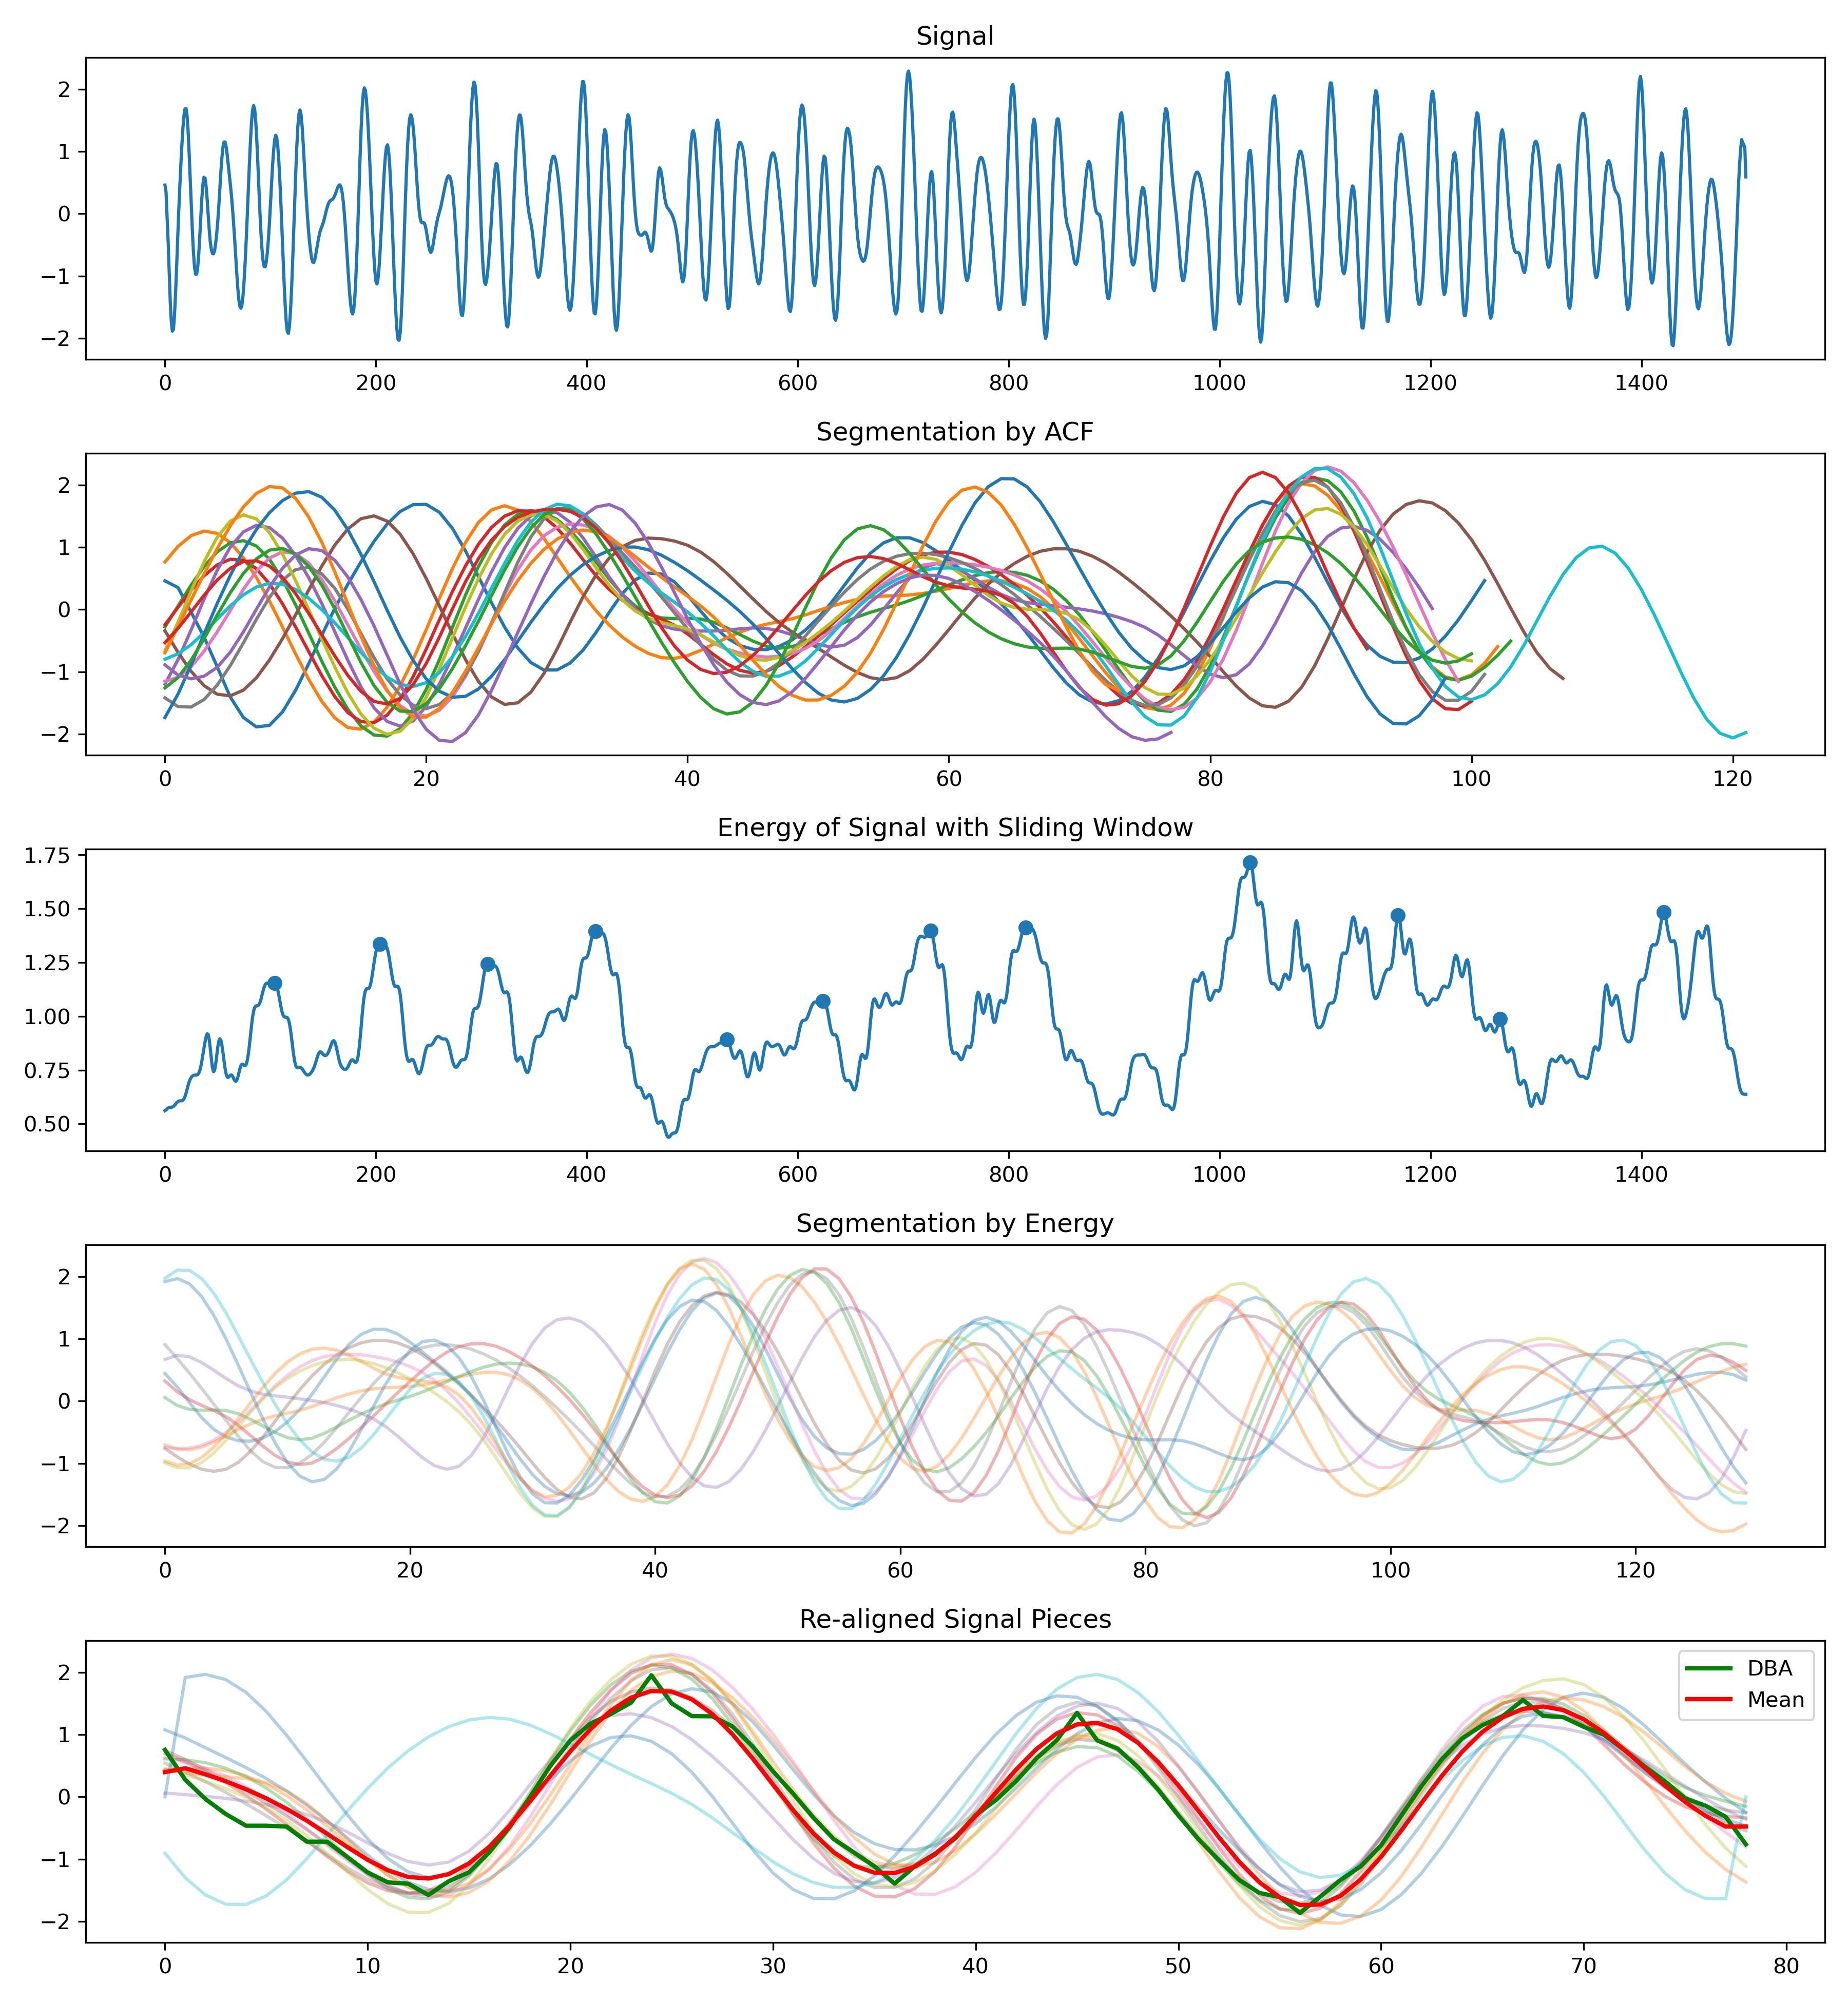 Signal
2
1
0
−1
−2
0 200 400 600 800 1000 1200 1400
Segmentation by ACF
2
1
0
−1
−2
0 20 40 60 80 100 120
Energy of Signal with Sliding Window
1.75
1.50
1.25
1.00
0.75
0.50
0 200 400 600 800 1000 1200 1400
Segmentation by Energy
2
1
0
−1
−2
0 20 40 60 80 100 120
Re-aligned Signal Pieces
DBA
Mean
2
1
0
−1
−2
0 10 20 30 40 50 60 70 80